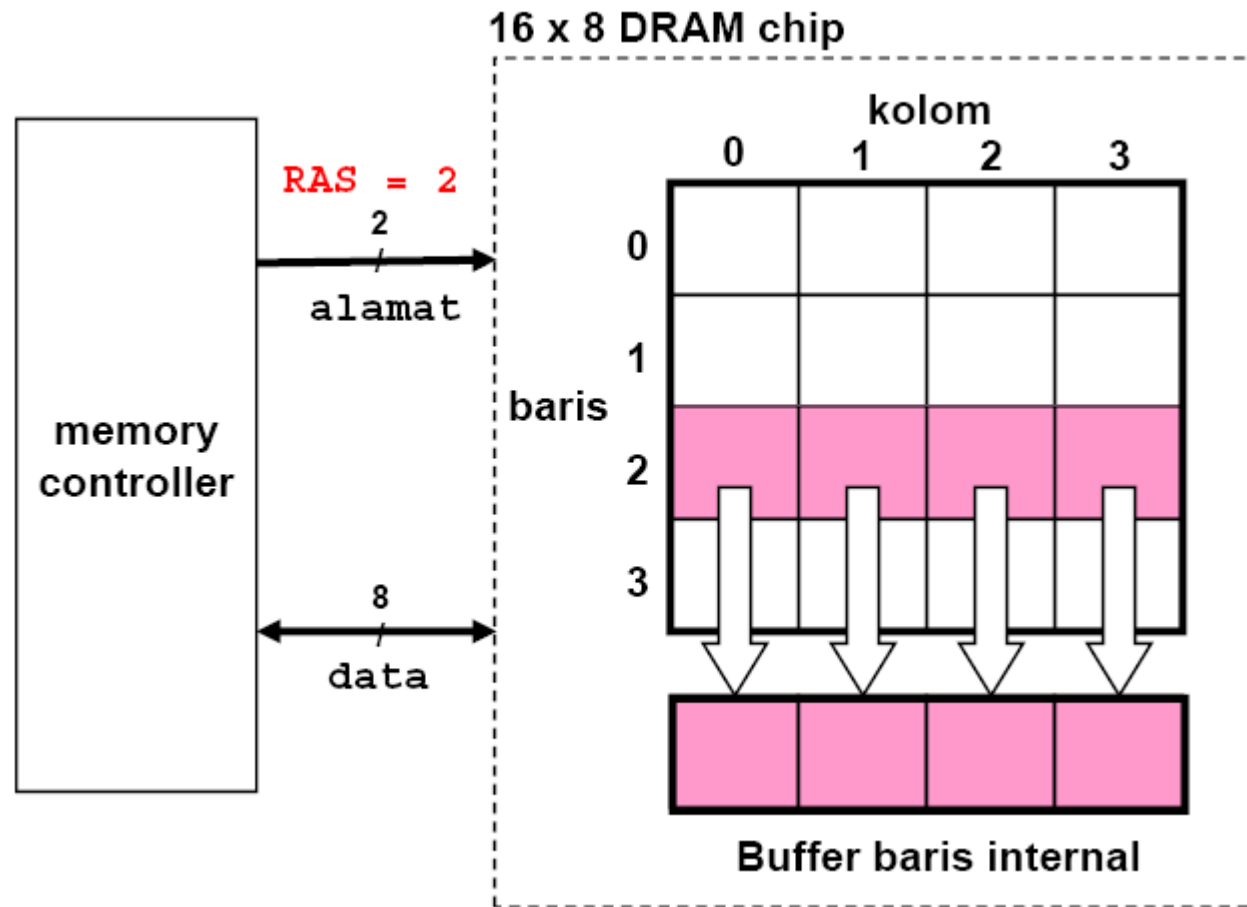 16 x 8 DRAM chip
kolom
0 1 2 3
RAS = 2
2
alamat
0
1
baris
2
3
memory
controller
8
data
Buffer baris internal